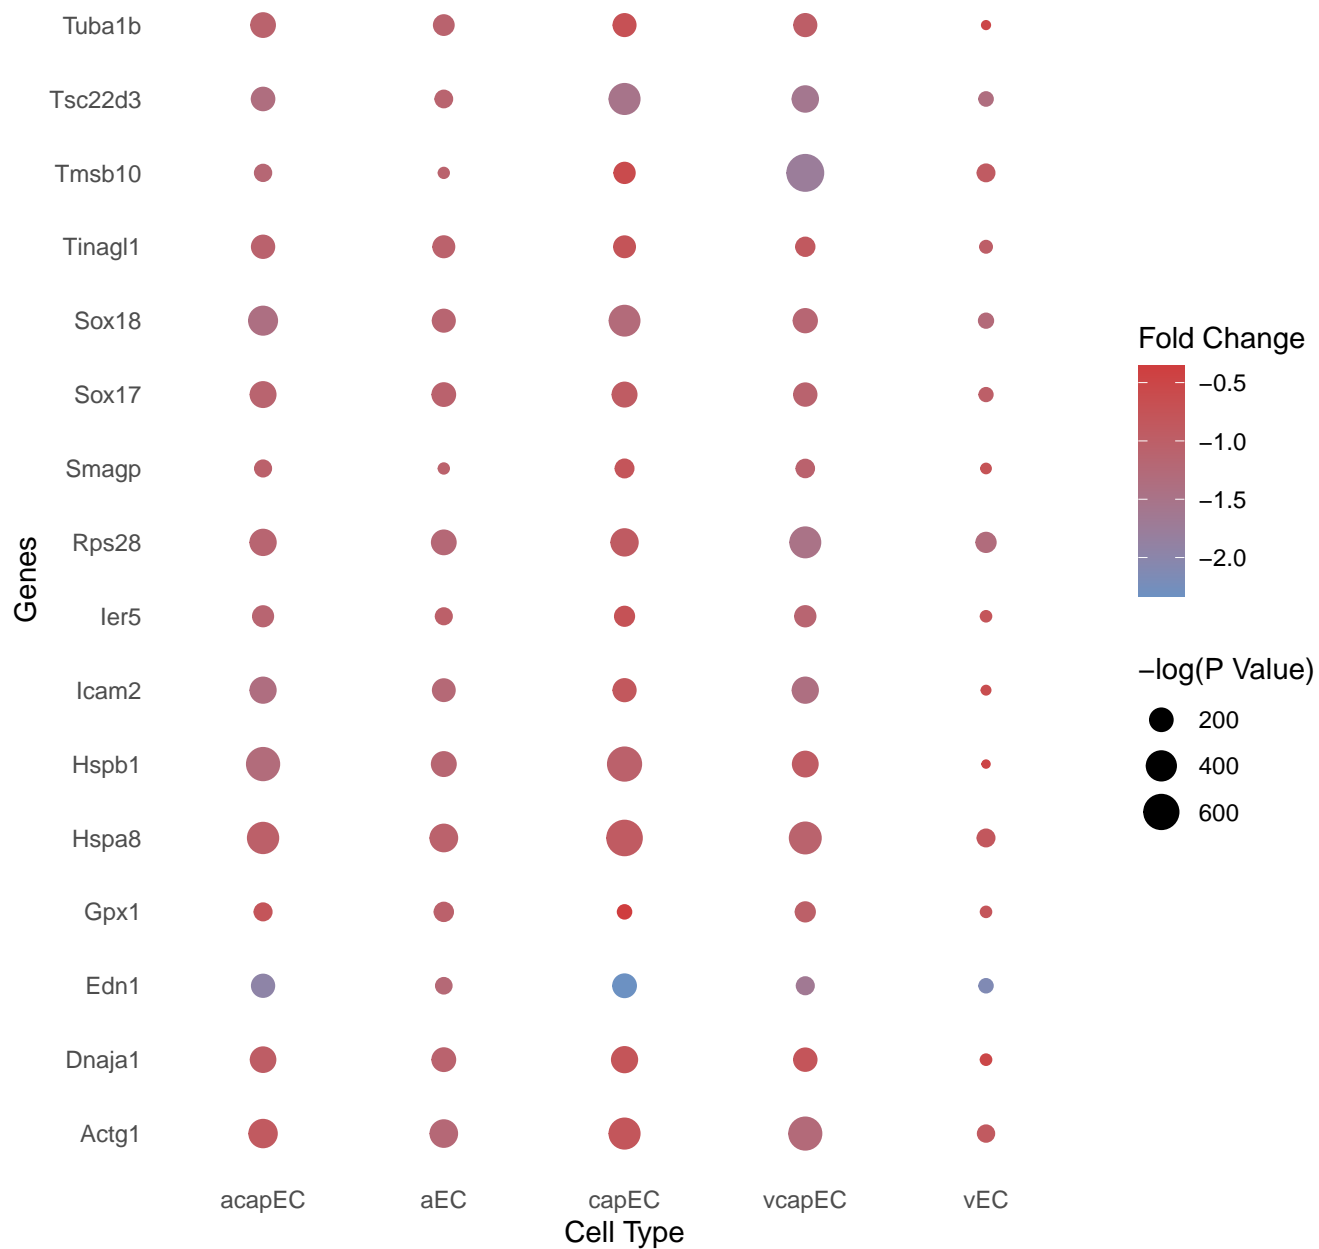 Tuba1b
Tsc22d3
Tmsb10
Tinagl1
Sox18
Sox17
Smagp
Rps28
Ier5
Icam2
Hspb1
Hspa8
Gpx1
Edn1
Dnaja1
Actg1
Genes
acapEC aEC capEC vcapEC vEC
Cell Type
Fold Change
−0.5
−1.0
−1.5
−2.0
−log(P Value)
200
400
600